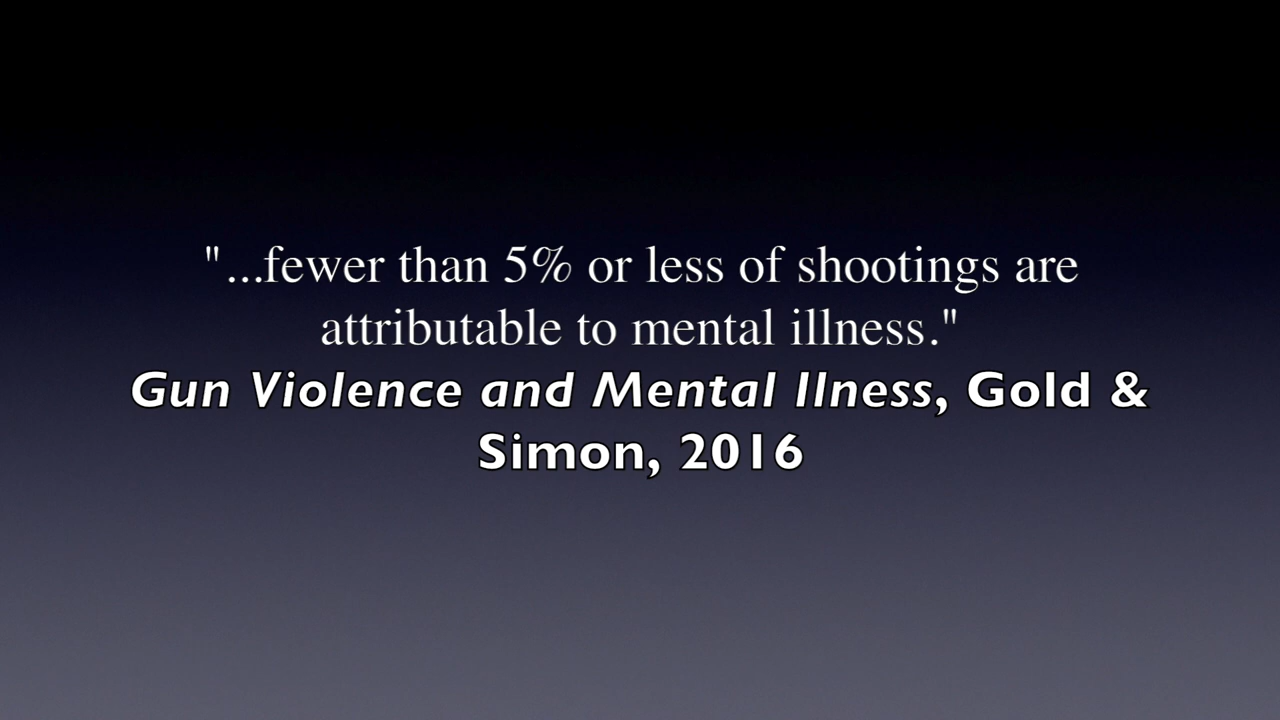 "...fewer than 5% or less of shootings are
attributable to mental illness."
Gun Violence and Mental Ilness, Gold &
Simon, 2016